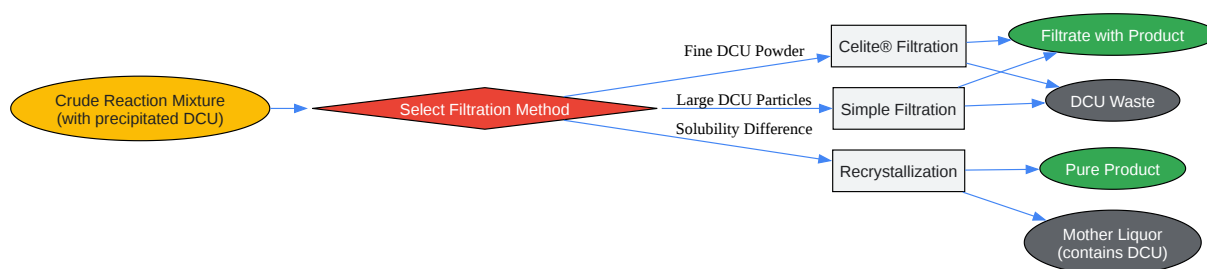 Crude Reaction Mixture
(with precipitated DCU)
Select Filtration Method
Fine DCU Powder
Large DCU Particles
Solubility Difference
Celite® Filtration
Simple Filtration
Recrystallization
Filtrate with Product
DCU Waste
Pure Product
Mother Liquor
(contains DCU)